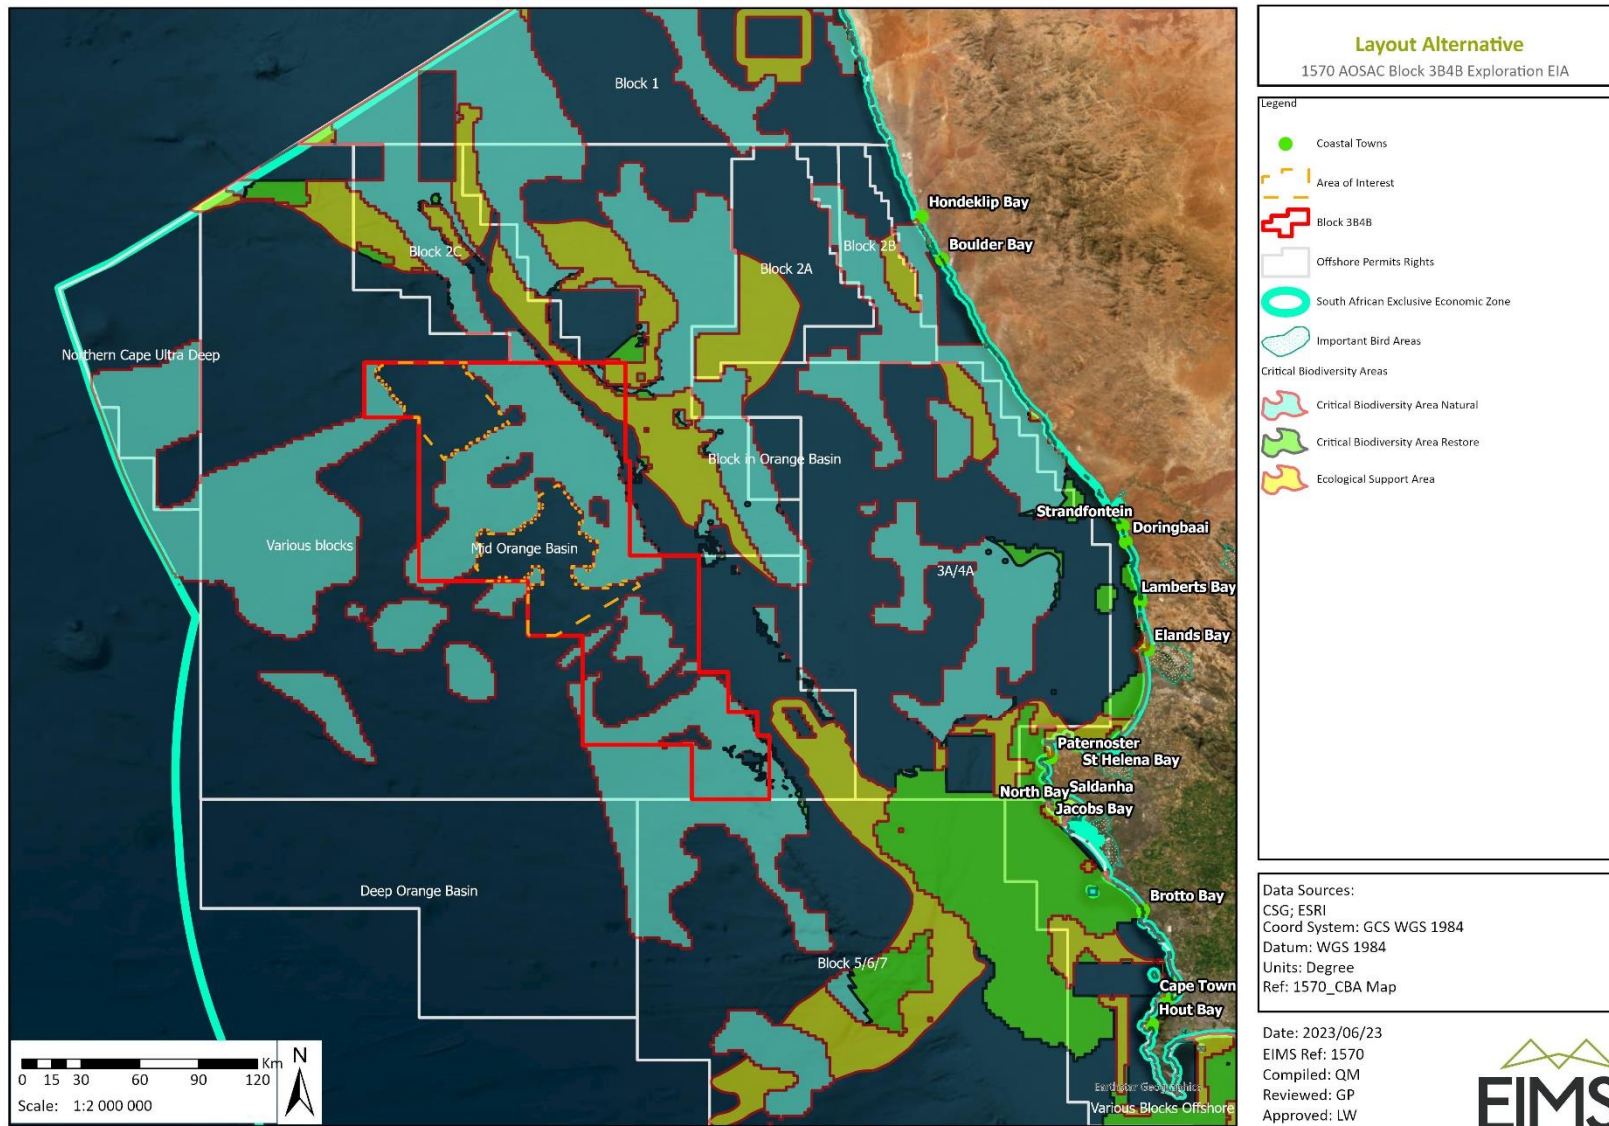 Layout Alternative
1570 AOSAC Block 3B4B Exploration EIA
Legend
Coastal Towns
Area of Interest
Block 3B4B
Offshore Permits Rights
South African Exclusive Economic Zone
Important Bird Areas
Critical Biodiversity Areas
Critical Biodiversity Area Natural
Critical Biodiversity Area Restore
Ecological Support Area
Block 1
Hondeklip Bay
Block 2C
Block 2B
Boulder Bay
Block 2A
Northern Cape Ultra Deep
Block in Orange Basin
Strandfontein
Doringbaai
Various blocks
Mid Orange Basin
3A/4A
Lamberts Bay
Elands Bay
Paternoster
St Helena Bay
North Bay
Saldanha
Jacobs Bay
Deep Orange Basin
Brotto Bay
Block 5/6/7
Cape Town
Hout Bay
Earthstar Geographics
Various Blocks Offshore
Km
N
0 15 30 60 90 120
Scale: 1:2 000 000
Data Sources:
CSG; ESRI
Coord System: GCS WGS 1984
Datum: WGS 1984
Units: Degree
Ref: 1570_CBA Map
Date: 2023/06/23
EIMS Ref: 1570
Compiled: QM
Reviewed: GP
Approved: LW
EIMS